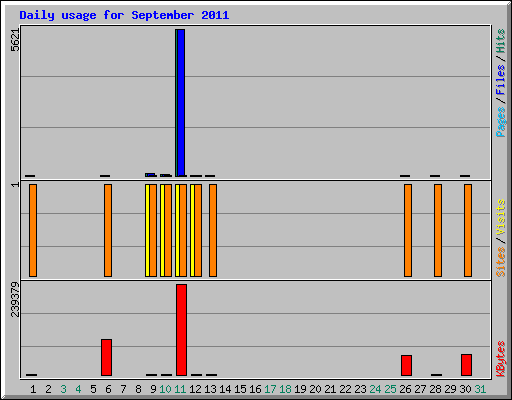 Daily usage for September 2011
5621
Pages / Files / Hits
1
Sites / Visits
239379
KBytes
1 2 3 4 5 6 7 8 9 10 11 12 13 14 15 16 17 18 19 20 21 22 23 24 25 26 27 28 29 30 31